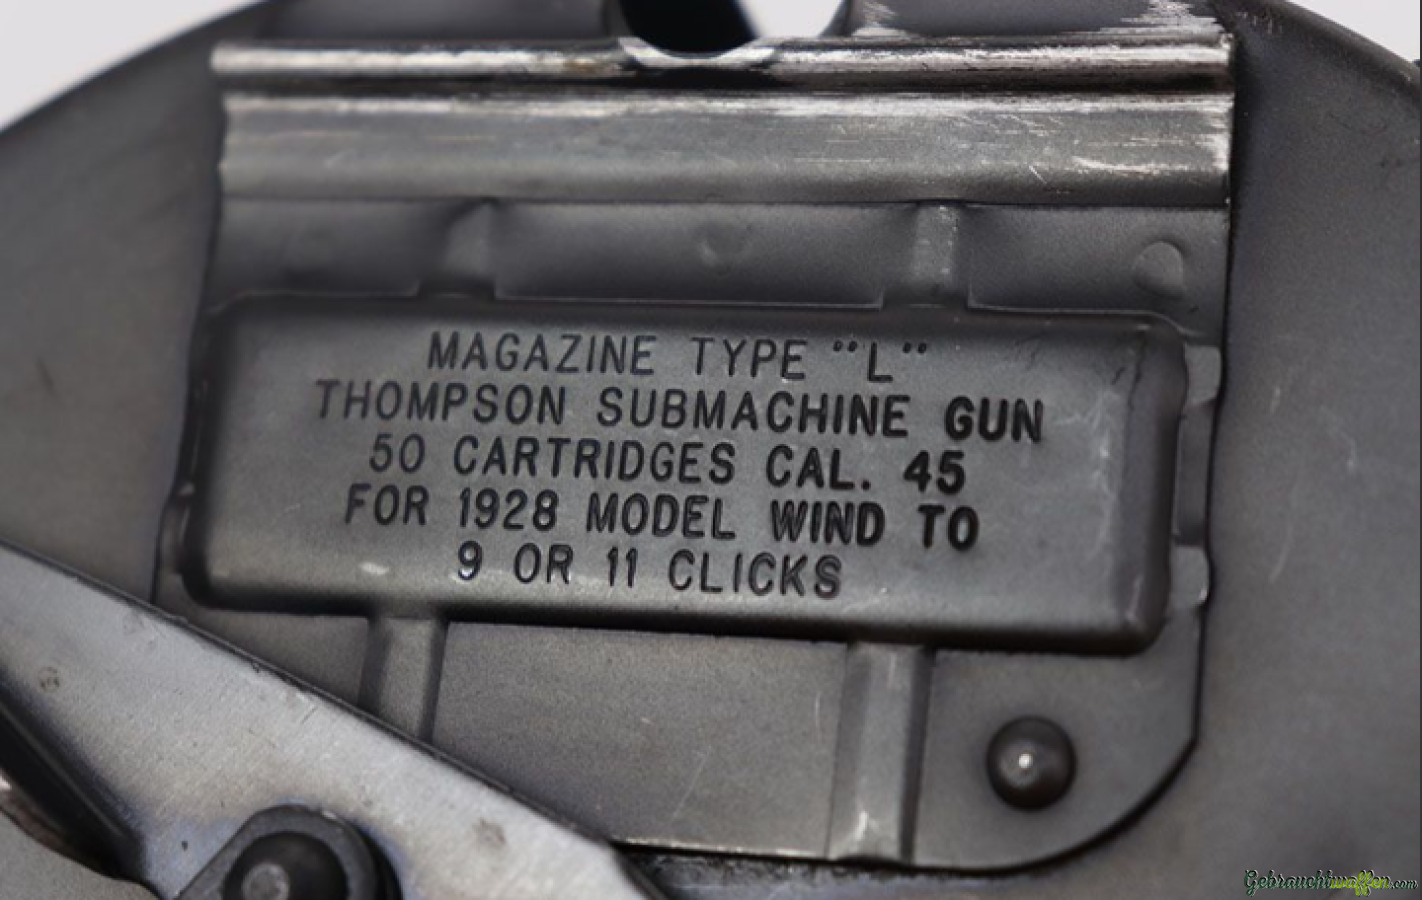 MAGAZINE TYPE "L"
THOMPSON SUBMACHINE GUN
50 CARTRIDGES CAL. 45
FOR 1928 MODEL WIND TO
9 OR 11 CLICKS
Gebrauchtwaffen.com